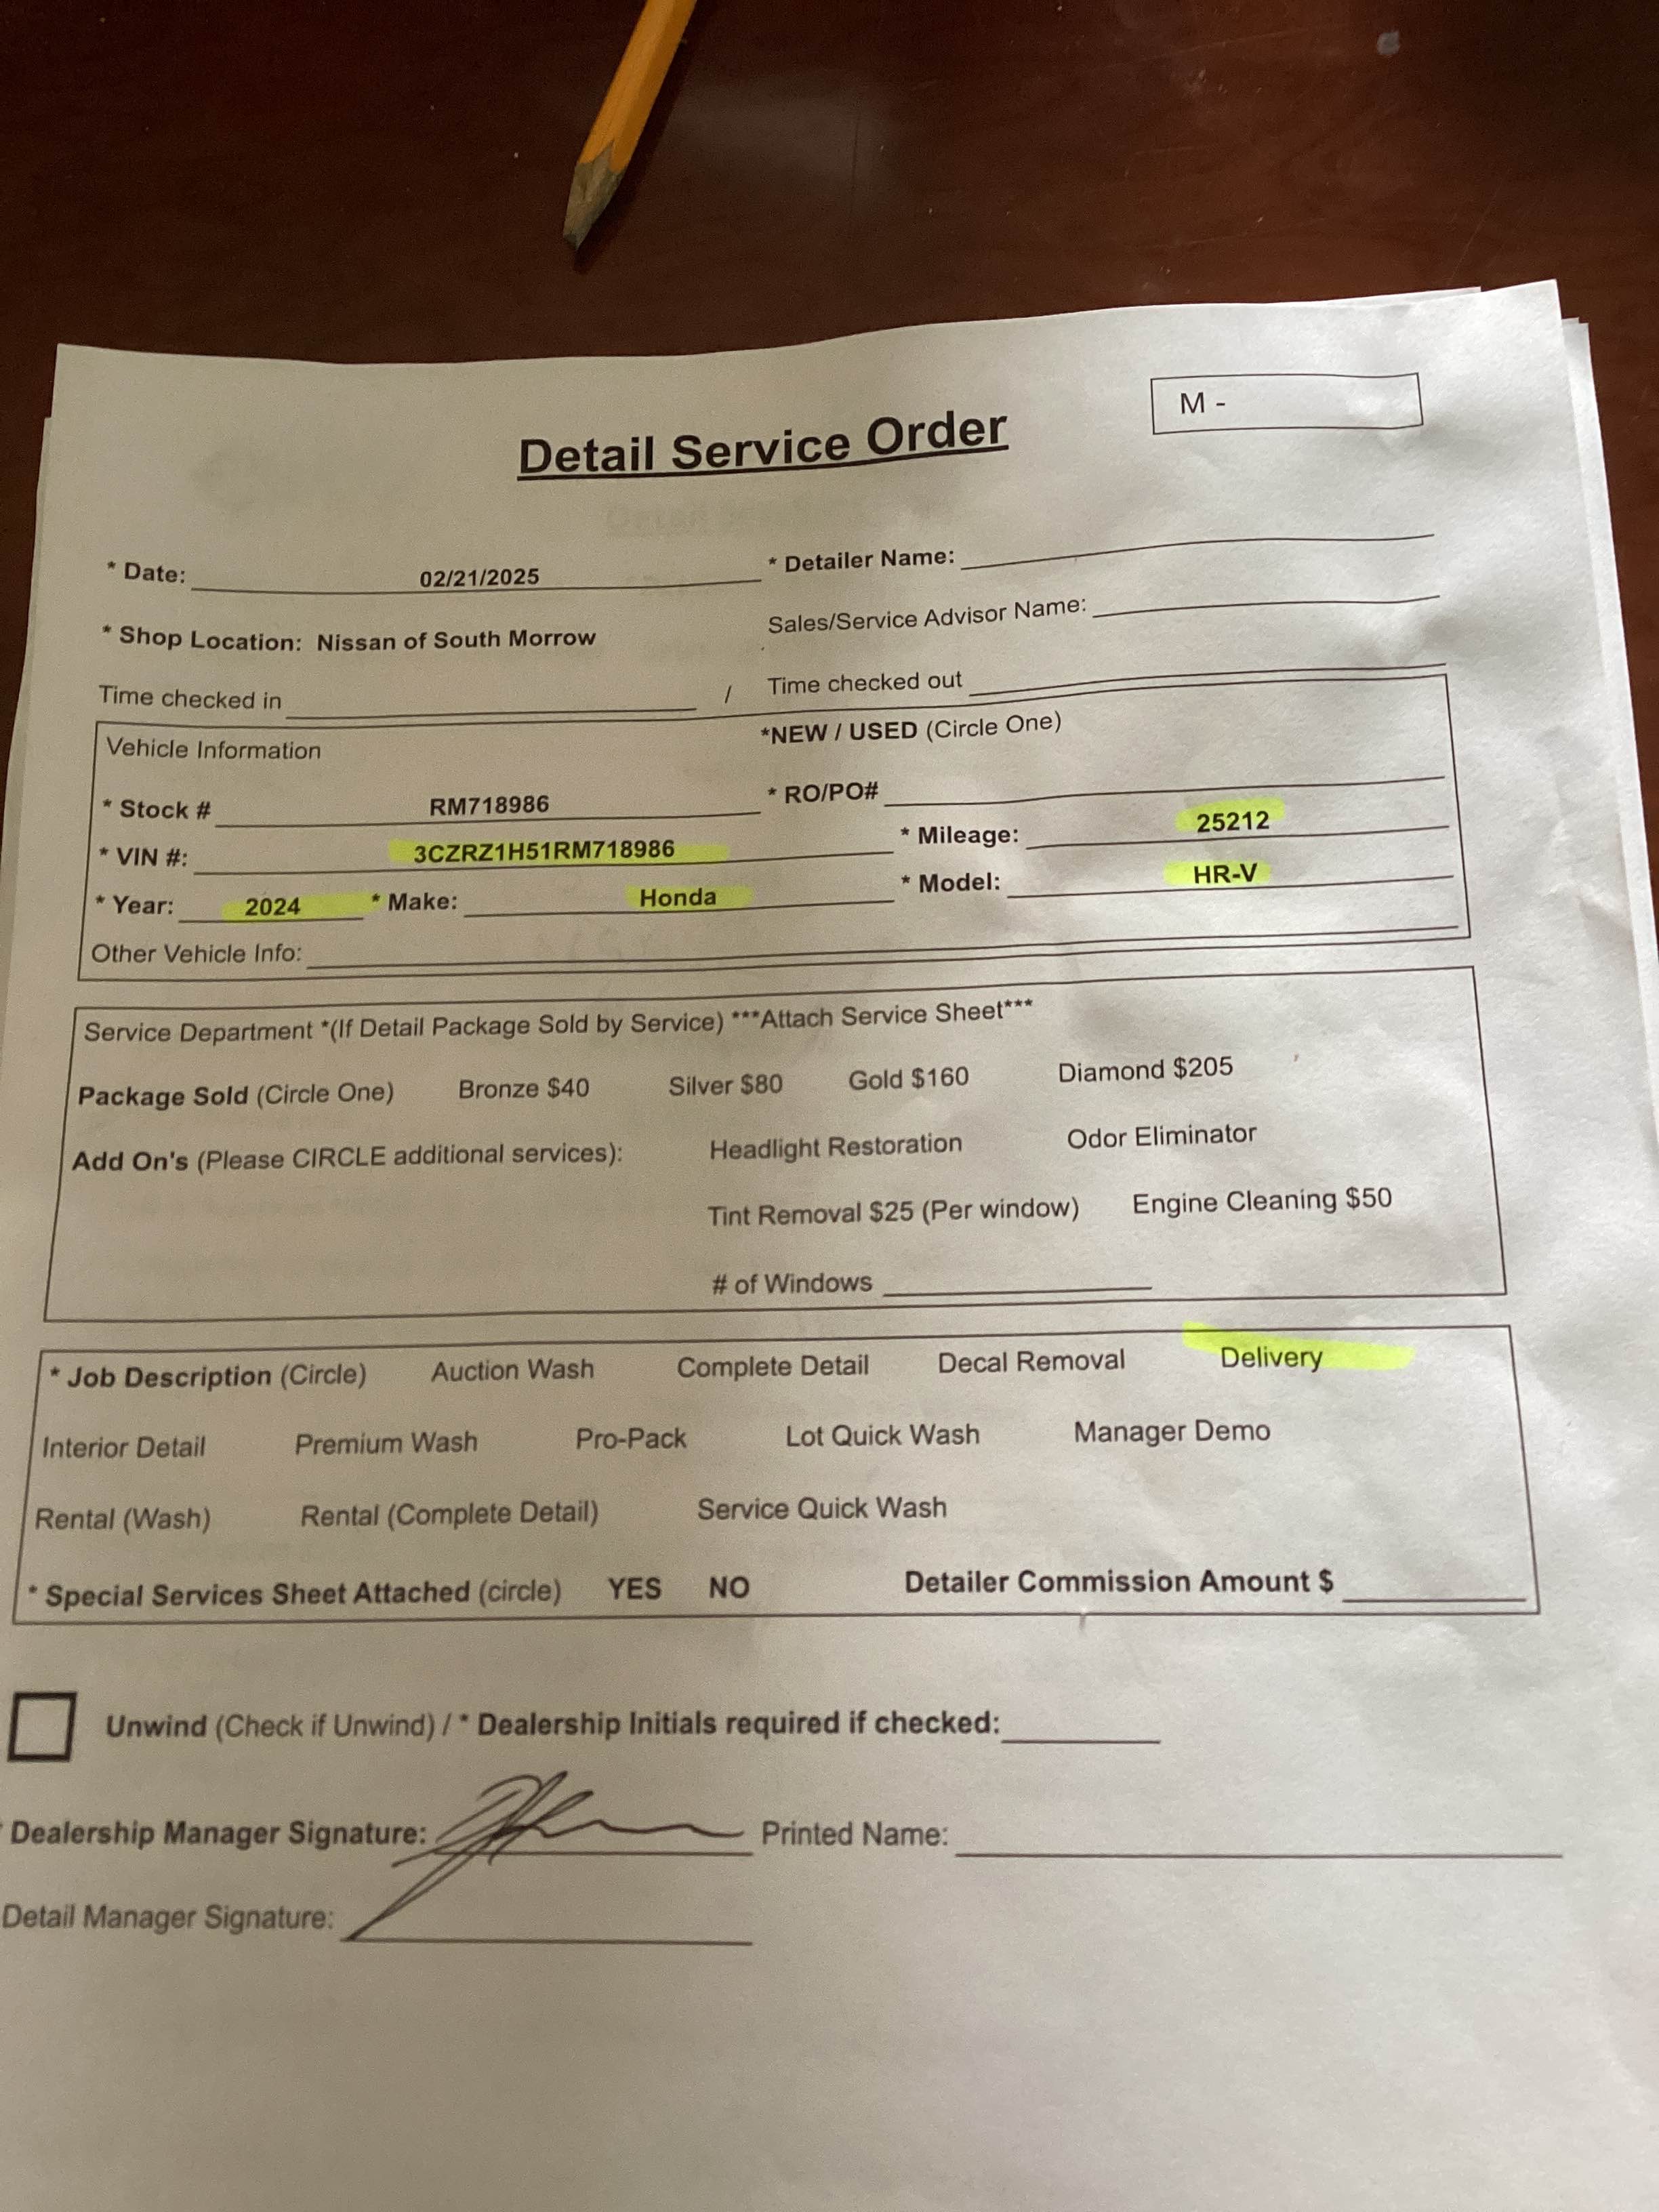 M -
Detail Service Order
* Date: 02/21/2025 * Detailer Name:
* Shop Location: Nissan of South Morrow Sales/Service Advisor Name:
Time checked in / Time checked out
Vehicle Information *NEW / USED (Circle One)
* Stock # RM718986 * RO/PO#
* VIN #: 3CZRZ1H51RM718986 * Mileage: 25212
* Year: 2024 * Make: Honda * Model: HR-V
Other Vehicle Info:
Service Department *(If Detail Package Sold by Service) ***Attach Service Sheet***
Package Sold (Circle One) Bronze $40 Silver $80 Gold $160 Diamond $205
Add On's (Please CIRCLE additional services): Headlight Restoration Odor Eliminator
Tint Removal $25 (Per window) Engine Cleaning $50
# of Windows
* Job Description (Circle) Auction Wash Complete Detail Decal Removal Delivery
Interior Detail Premium Wash Pro-Pack Lot Quick Wash Manager Demo
Rental (Wash) Rental (Complete Detail) Service Quick Wash
* Special Services Sheet Attached (circle) YES NO Detailer Commission Amount $
Unwind (Check if Unwind) / * Dealership Initials required if checked:
Dealership Manager Signature: Printed Name:
Detail Manager Signature: